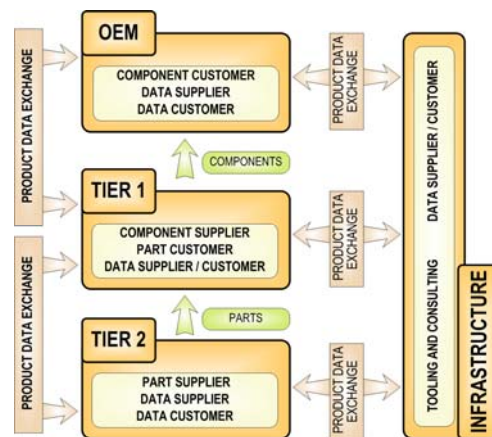 OEM
COMPONENT CUSTOMER
DATA SUPPLIER
DATA CUSTOMER
PRODUCT DATA EXCHANGE
PRODUCT DATA
EXCHANGE
COMPONENTS
TIER 1
COMPONENT SUPPLIER
PART CUSTOMER
DATA SUPPLIER / CUSTOMER
PRODUCT DATA
EXCHANGE
PARTS
PRODUCT DATA EXCHANGE
TIER 2
PART SUPPLIER
DATA SUPPLIER
DATA CUSTOMER
PRODUCT DATA
EXCHANGE
TOOLING AND CONSULTING
DATA SUPPLIER / CUSTOMER
INFRASTRUCTURE